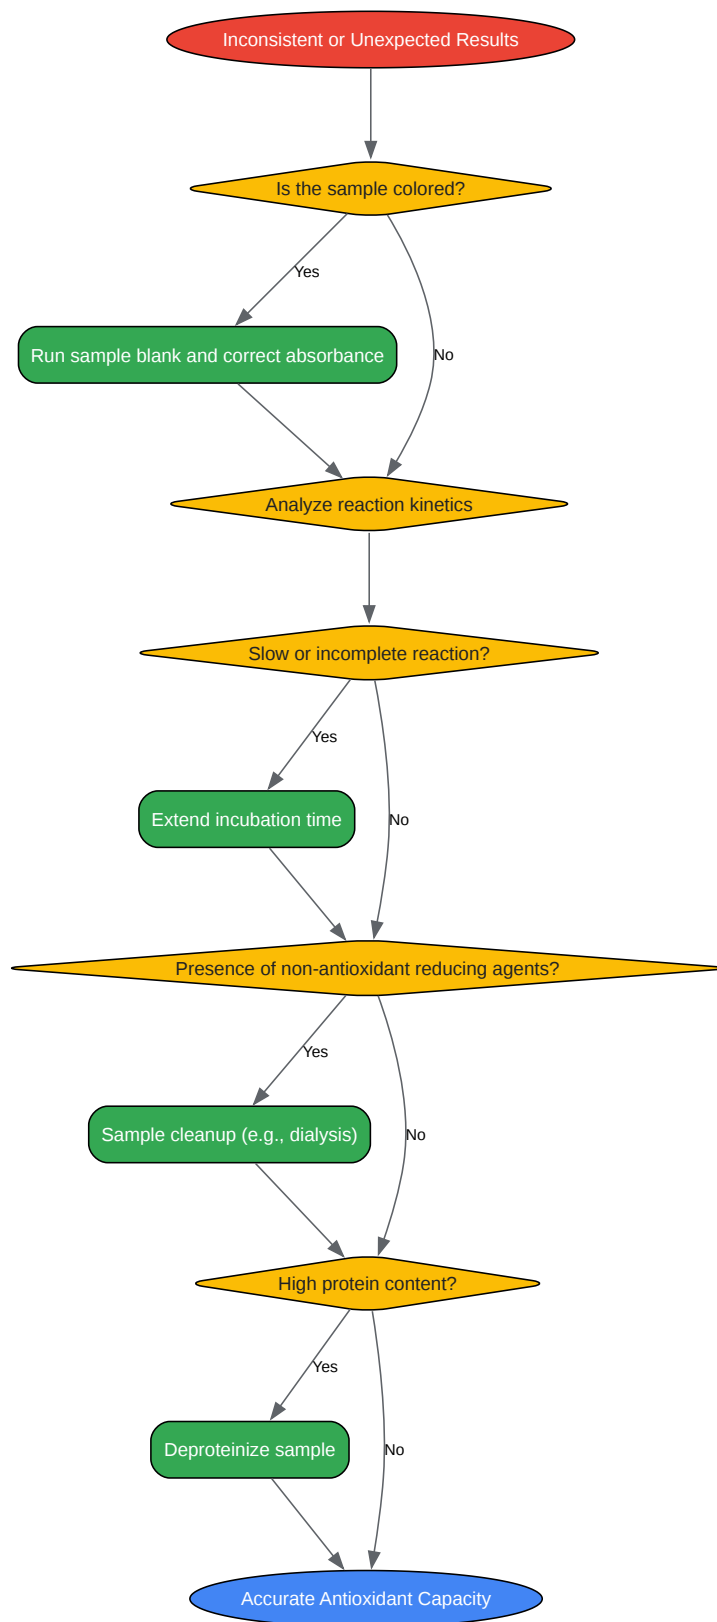 Inconsistent or Unexpected Results
Is the sample colored?
Yes
Run sample blank and correct absorbance
No
Analyze reaction kinetics
Slow or incomplete reaction?
Yes
Extend incubation time
No
Presence of non-antioxidant reducing agents?
Yes
Sample cleanup (e.g., dialysis)
No
High protein content?
Yes
Deproteinize sample
No
Accurate Antioxidant Capacity